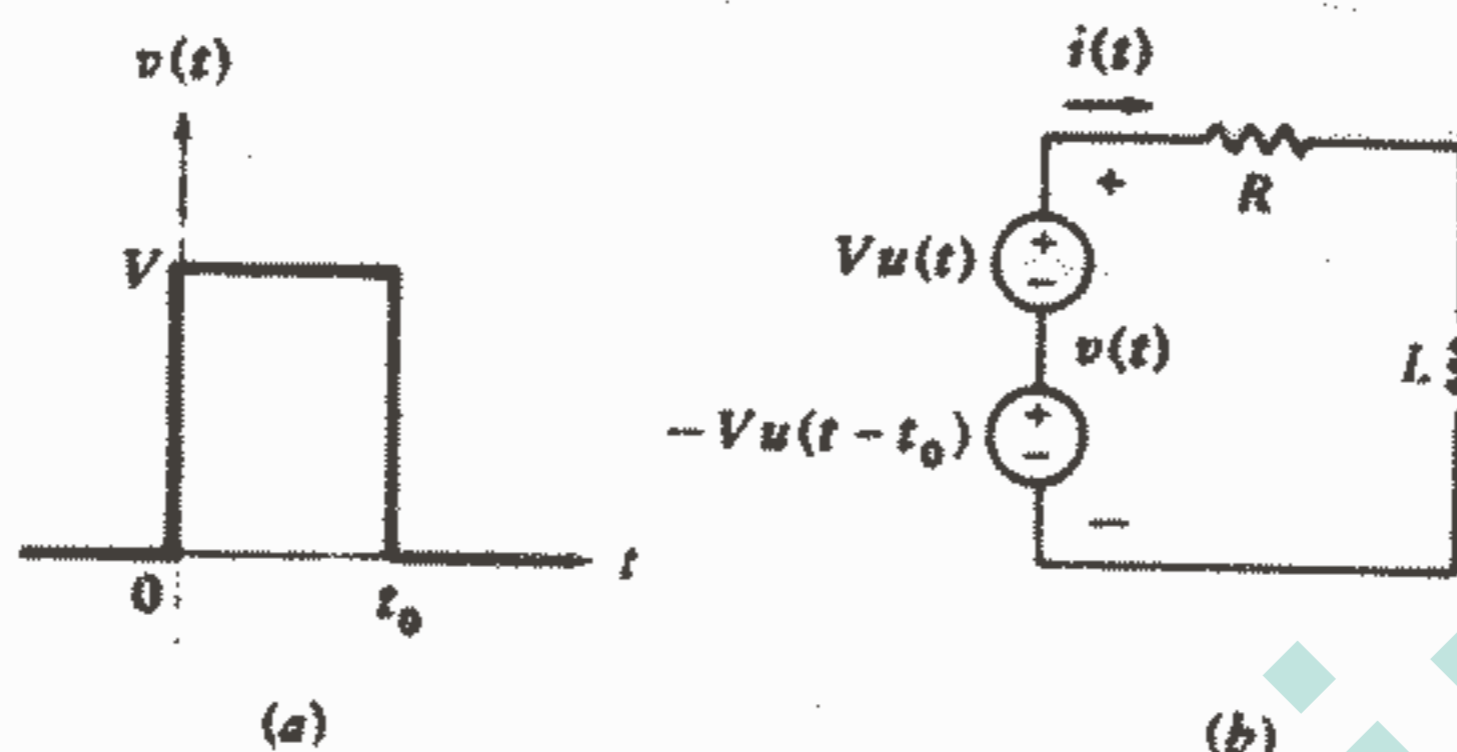 v(t)
V
0
t₀
t
(a)
i(t)
+
R
Vu(t)
+
−
v(t)
L
−Vu(t − t₀)
+
−
−
(b)